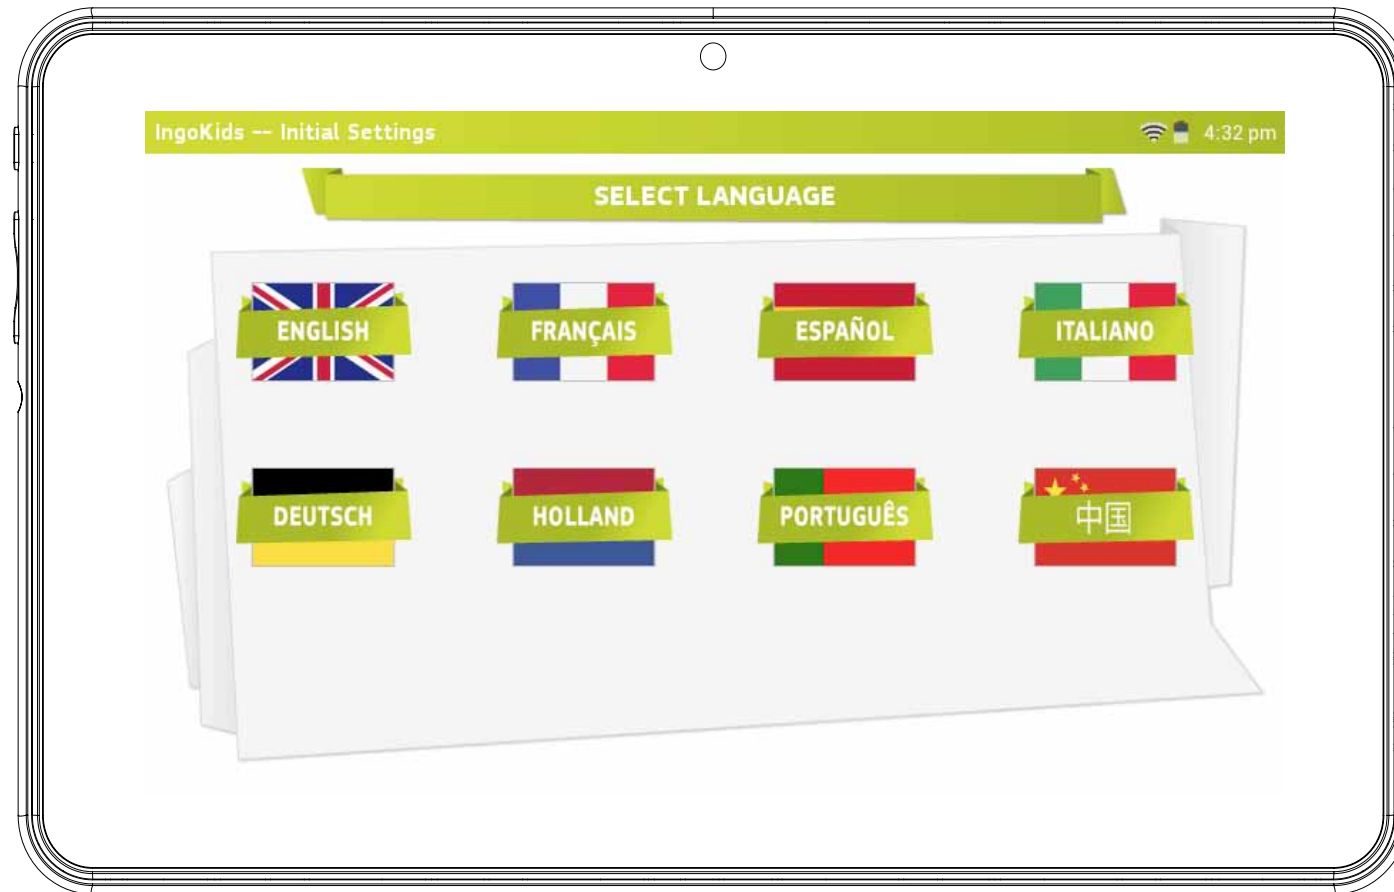 IngoKids -- Initial Settings 4:32 pm
SELECT LANGUAGE
ENGLISH FRANÇAIS ESPAÑOL ITALIANO
DEUTSCH HOLLAND PORTUGUÊS 中国